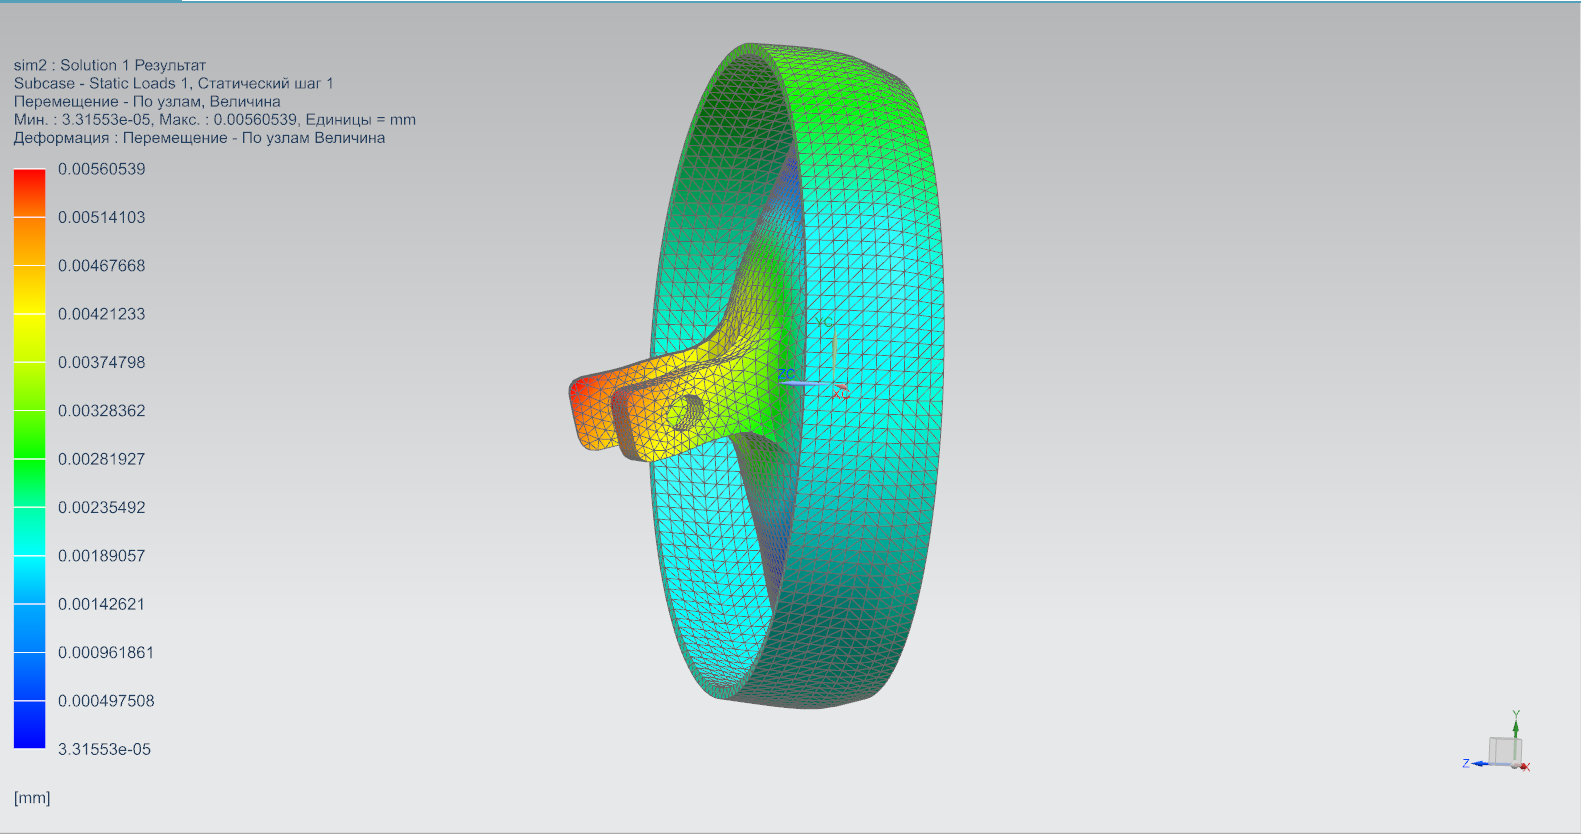 sim2 : Solution 1 Результат
Subcase - Static Loads 1, Статический шаг 1
Перемещение - По узлам, Величина
Мин. : 3.31553e-05, Макс. : 0.00560539, Единицы = mm
Деформация : Перемещение - По узлам Величина
0.00560539
0.00514103
0.00467668
0.00421233
0.00374798
0.00328362
0.00281927
0.00235492
0.00189057
0.00142621
0.000961861
0.000497508
3.31553e-05
[mm]
YC
ZC
XC
Y
Z
X